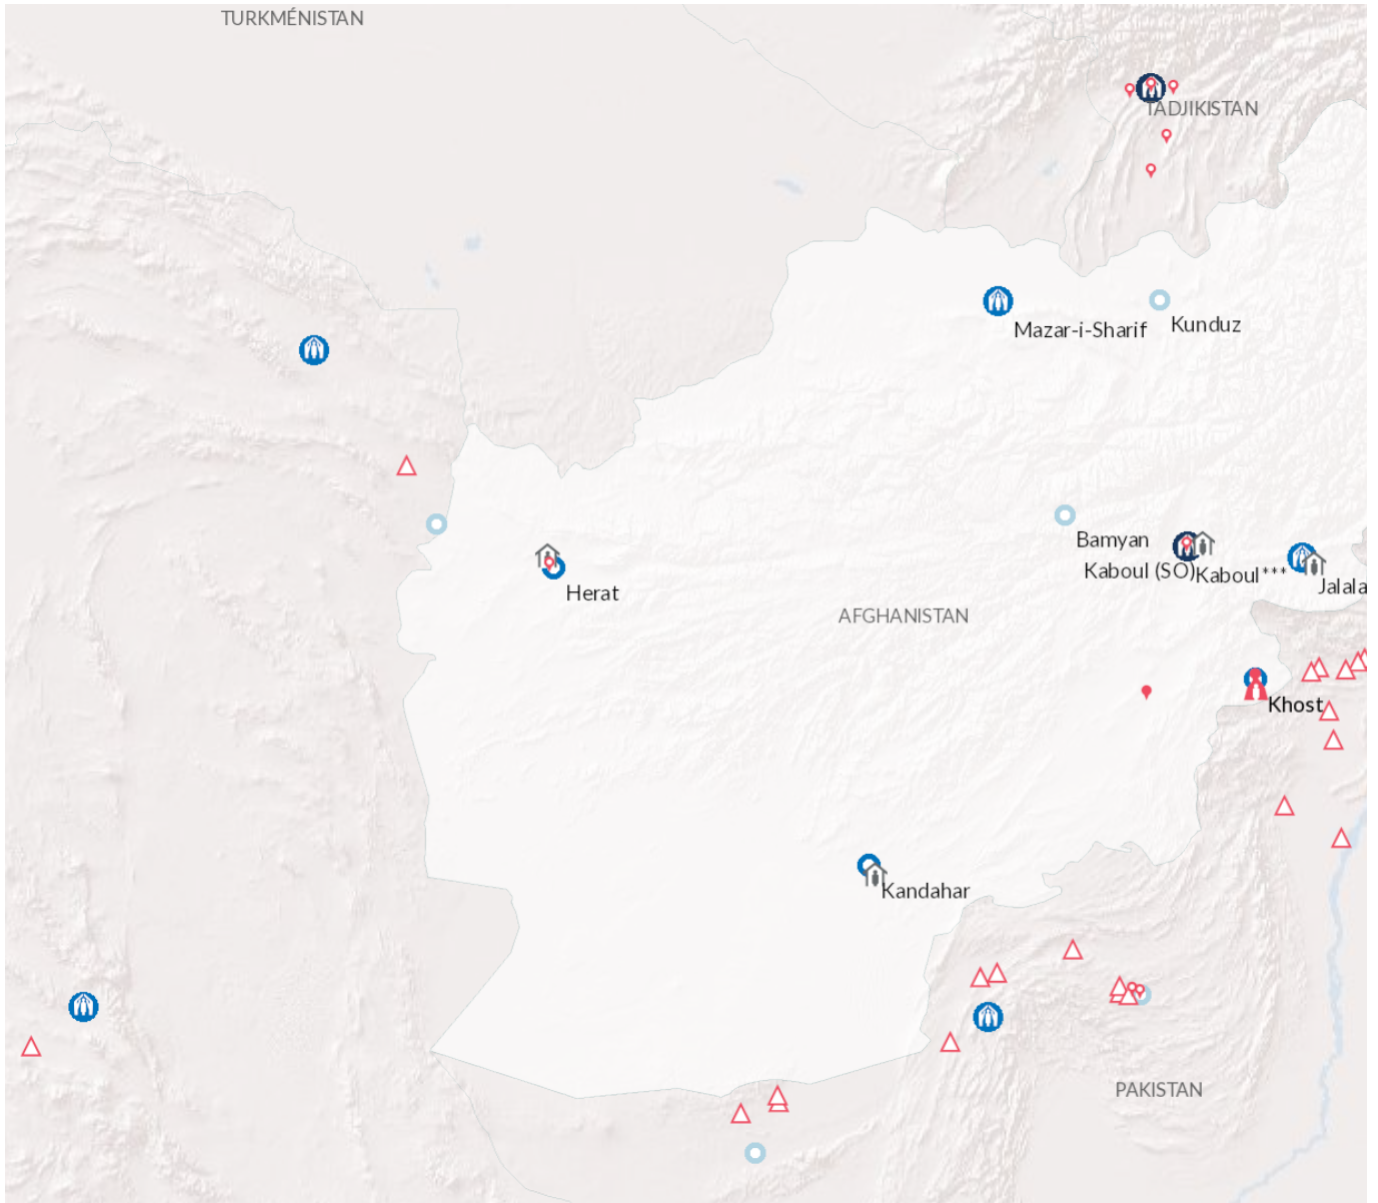 TURKMÉNISTAN
TADJIKISTAN
Mazar-i-Sharif
Kunduz
Bamyan
Kaboul (SO)
Kaboul***
Jalala
Herat
AFGHANISTAN
Khost
Kandahar
PAKISTAN